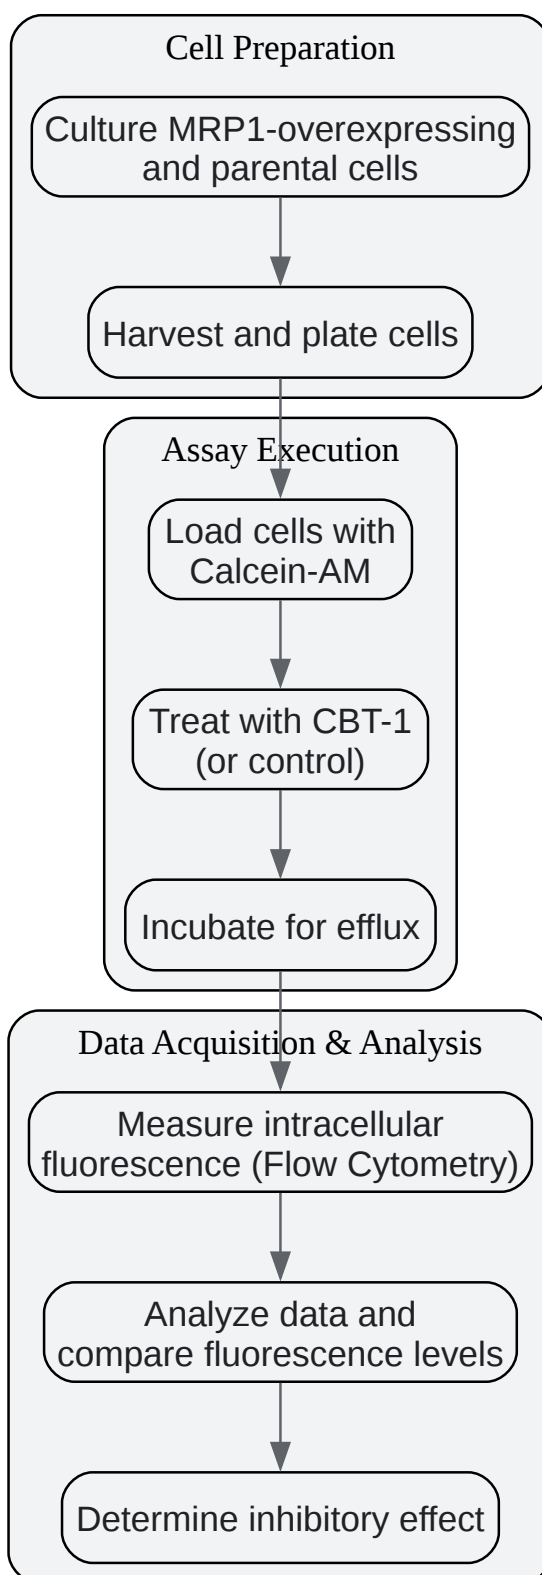 Cell Preparation
Culture MRP1-overexpressing
and parental cells
Harvest and plate cells
Assay Execution
Load cells with
Calcein-AM
Treat with CBT-1
(or control)
Incubate for efflux
Data Acquisition & Analysis
Measure intracellular
fluorescence (Flow Cytometry)
Analyze data and
compare fluorescence levels
Determine inhibitory effect